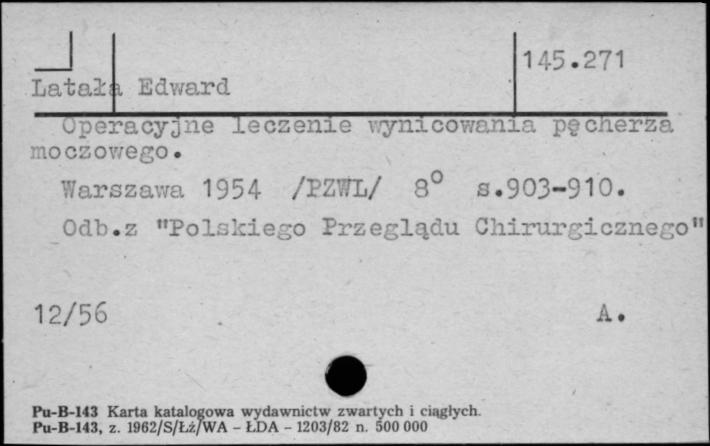 145.271
Latała Edward
Operacyjne leczenie wynicowania pęcherza
moczowego.
Warszawa 1954 /PZWL/ 8° s.903-910.
Odb.z "Polskiego Przeglądu Chirurgicznego"
12/56 A.
Pu-B-143 Karta katalogowa wydawnictw zwartych i ciągłych.
Pu-B-143, z. 1962/S/Łż/WA - ŁDA - 1203/82 n. 500 000